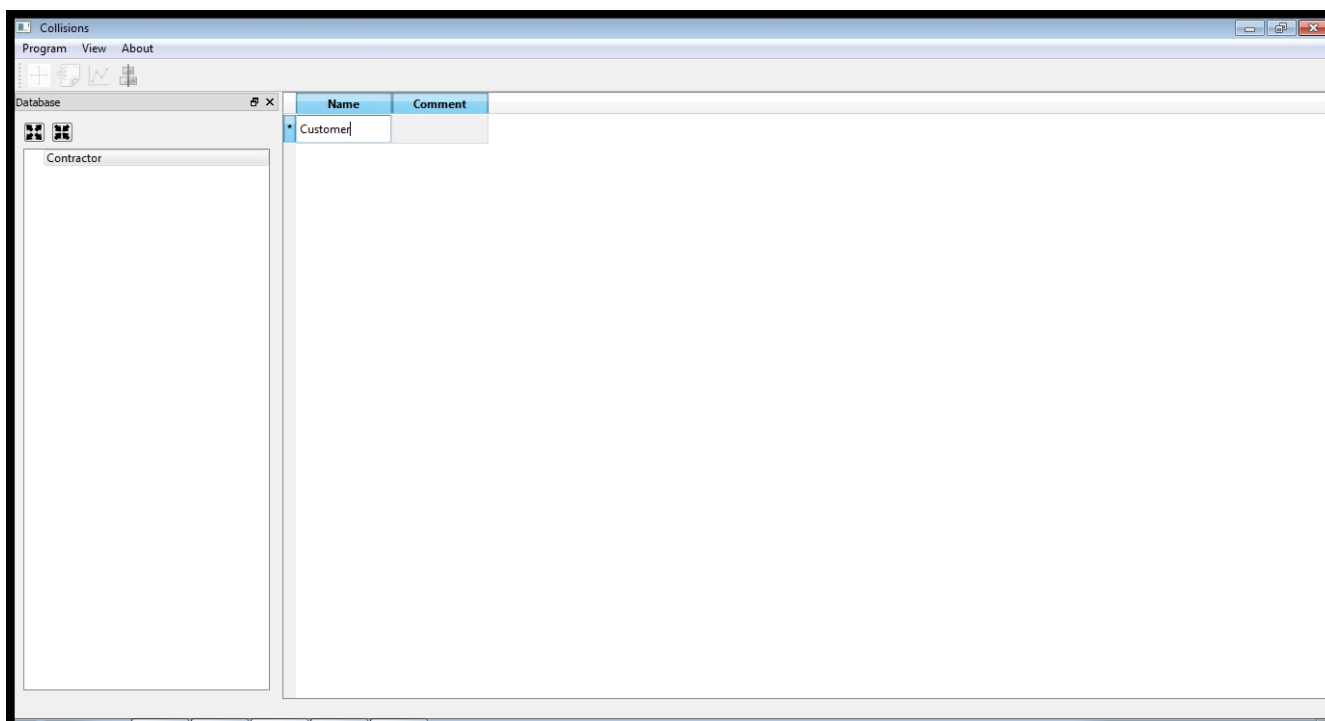 Collisions
Program View About
Database
Name Comment
* Customer
Contractor